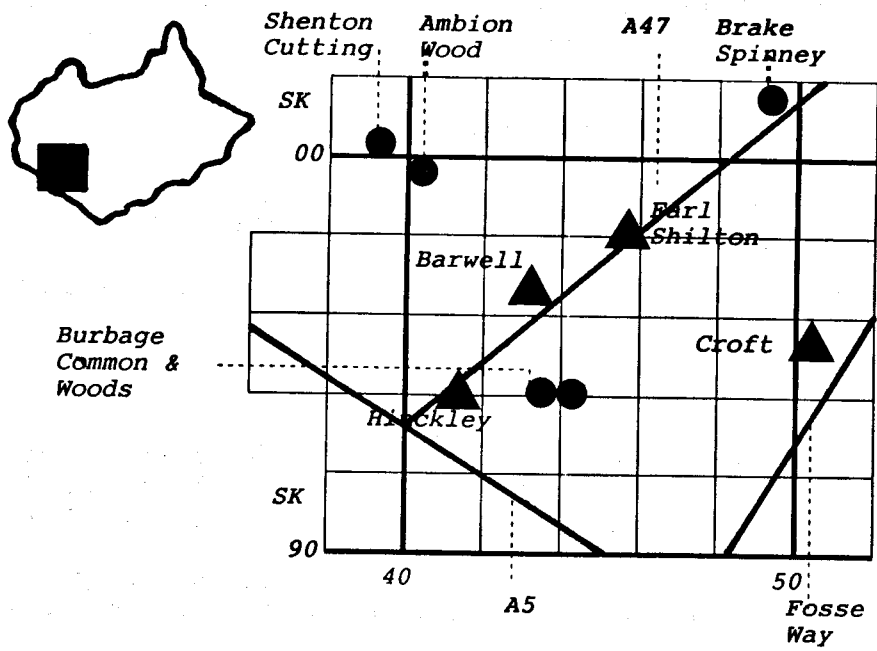 Shenton
Cutting
Ambion
Wood
A47
Brake
Spinney
SK
00
Earl
Shilton
Barwell
Burbage
Common &
Woods
Croft
Hinckley
SK
90
40
50
A5
Fosse
Way